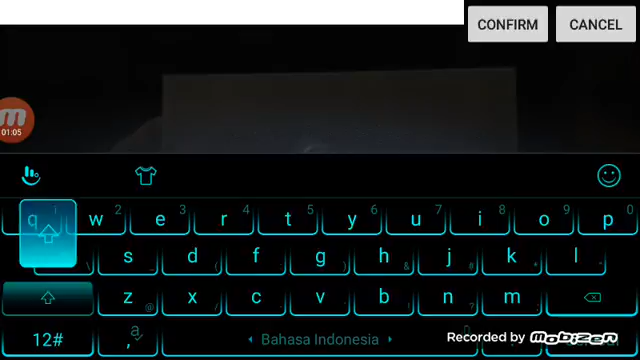 CONFIRM CANCEL
01:05
q 1 w 2 e 3 r 4 t 5 y 6 u 7 i 8 o 9 p 0
\ s _ d ( f g ) h & j k * l "
z @ x / c v b n m
12# , a Bahasa Indonesia
Recorded by mobizen